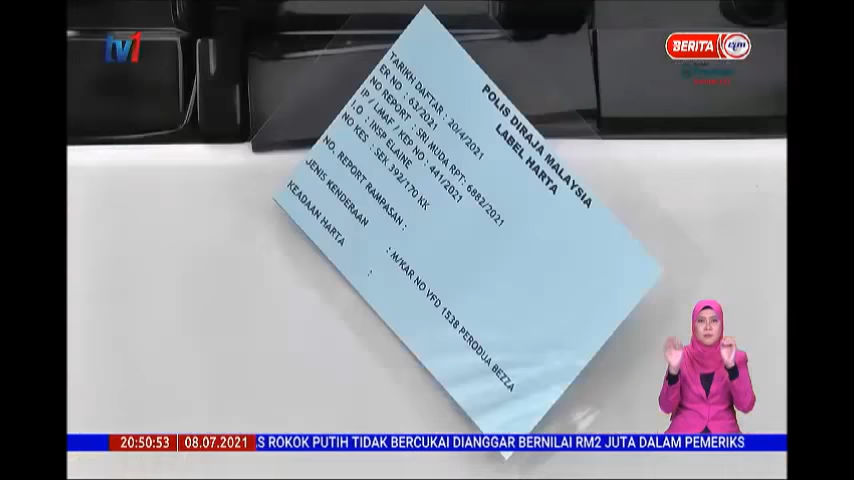 tv1
BERITA rtm
POLIS DIRAJA MALAYSIA
LABEL HARTA
TARIKH DAFTAR : 20/4/2021
ER NO : 63/2021
NO REPORT : SRI MUDA RPT: 6882/2021
IP / LMAF / KEP NO : 441/2021
I.O : INSP ELAINE
NO KES : SEK 392/170 KK
NO. REPORT RAMPASAN :
JENIS KENDERAAN : M/KAR NO VFD 1538 PERODUA BEZZA
KEADAAN HARTA :
20:50:53 08.07.2021 S ROKOK PUTIH TIDAK BERCUKAI DIANGGAR BERNILAI RM2 JUTA DALAM PEMERIKS